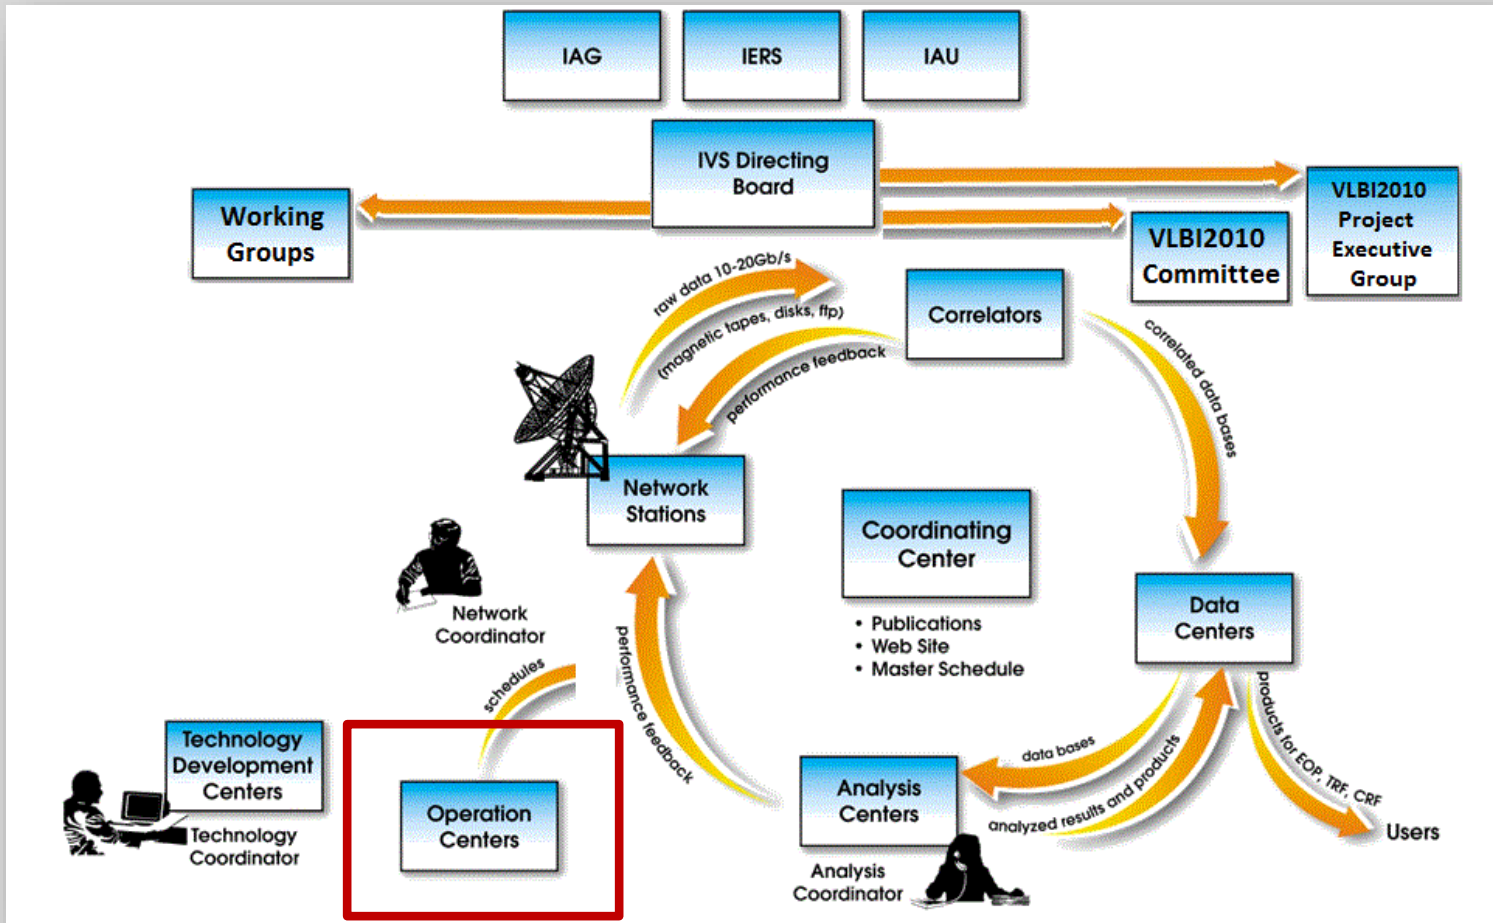 IAG
IERS
IAU
IVS Directing
Board
Working
Groups
VLBI2010
Committee
VLBI2010
Project
Executive
Group
raw data 10-20Gb/s
(magnetic tapes, disks, ftp)
performance feedback
Correlators
correlated data bases
Network
Stations
Coordinating
Center
• Publications
• Web Site
• Master Schedule
Network
Coordinator
Data
Centers
schedules
performance feedback
Technology
Development
Centers
Technology
Coordinator
Operation
Centers
data bases
analyzed results and products
products for EOP, TRF, CRF
Users
Analysis
Centers
Analysis
Coordinator